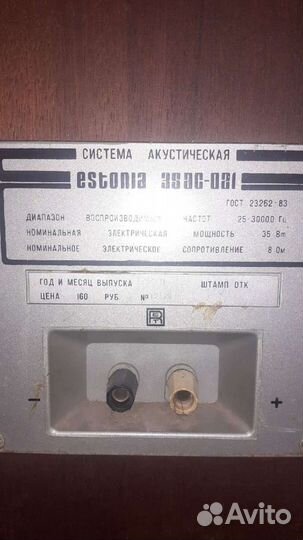 СИСТЕМА АКУСТИЧЕСКАЯ
estonia 35AC-021
ГОСТ 23262-83
ДИАПАЗОН ВОСПРОИЗВОДИМЫХ ЧАСТОТ 25-30000 Гц
НОМИНАЛЬНАЯ ЭЛЕКТРИЧЕСКАЯ МОЩНОСТЬ 35 Вт
НОМИНАЛЬНОЕ ЭЛЕКТРИЧЕСКОЕ СОПРОТИВЛЕНИЕ 8 Ом
ГОД И МЕСЯЦ ВЫПУСКА ШТАМП ОТК
ЦЕНА 160 РУБ. №
- +
Avito